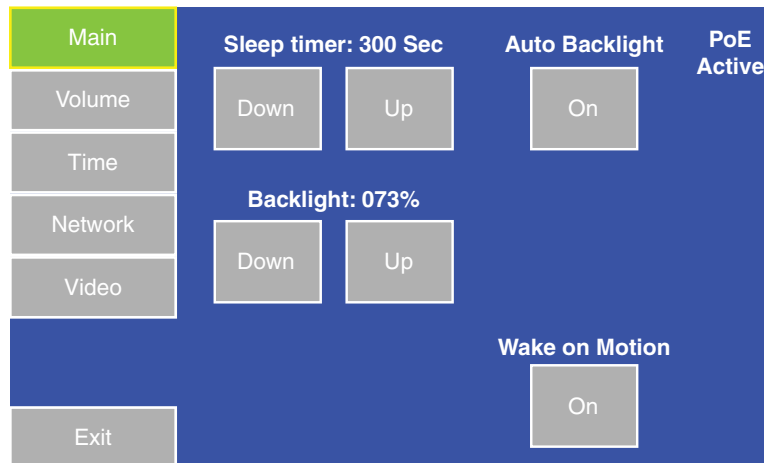 Main
Volume
Time
Network
Video
Exit
Sleep timer: 300 Sec
Down Up
Backlight: 073%
Down Up
Auto Backlight
On
Wake on Motion
On
PoE
Active